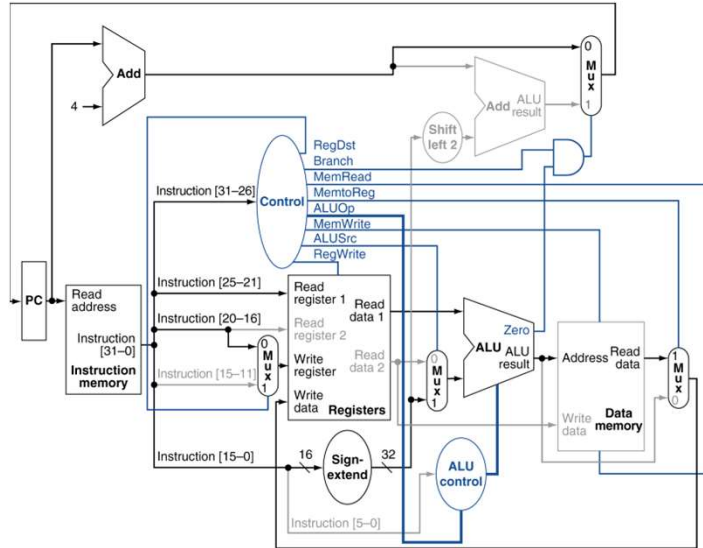 0
Mux
1
Add
4
Add
ALU
result
Shift
left 2
RegDst
Branch
MemRead
MemtoReg
ALUOp
MemWrite
ALUSrc
RegWrite
Control
Instruction [31–26]
Instruction [25–21]
Instruction [20–16]
Instruction [15–11]
Instruction [15–0]
PC
Read
address
Instruction
[31–0]
Instruction
memory
0
Mux
1
Read
register 1
Read
register 2
Write
register
Write
data
Read
data 1
Read
data 2
Registers
0
Mux
1
Zero
ALU
ALU
result
Address
Read
data
Write
data
Data
memory
1
Mux
0
16
Sign-
extend
32
ALU
control
Instruction [5–0]